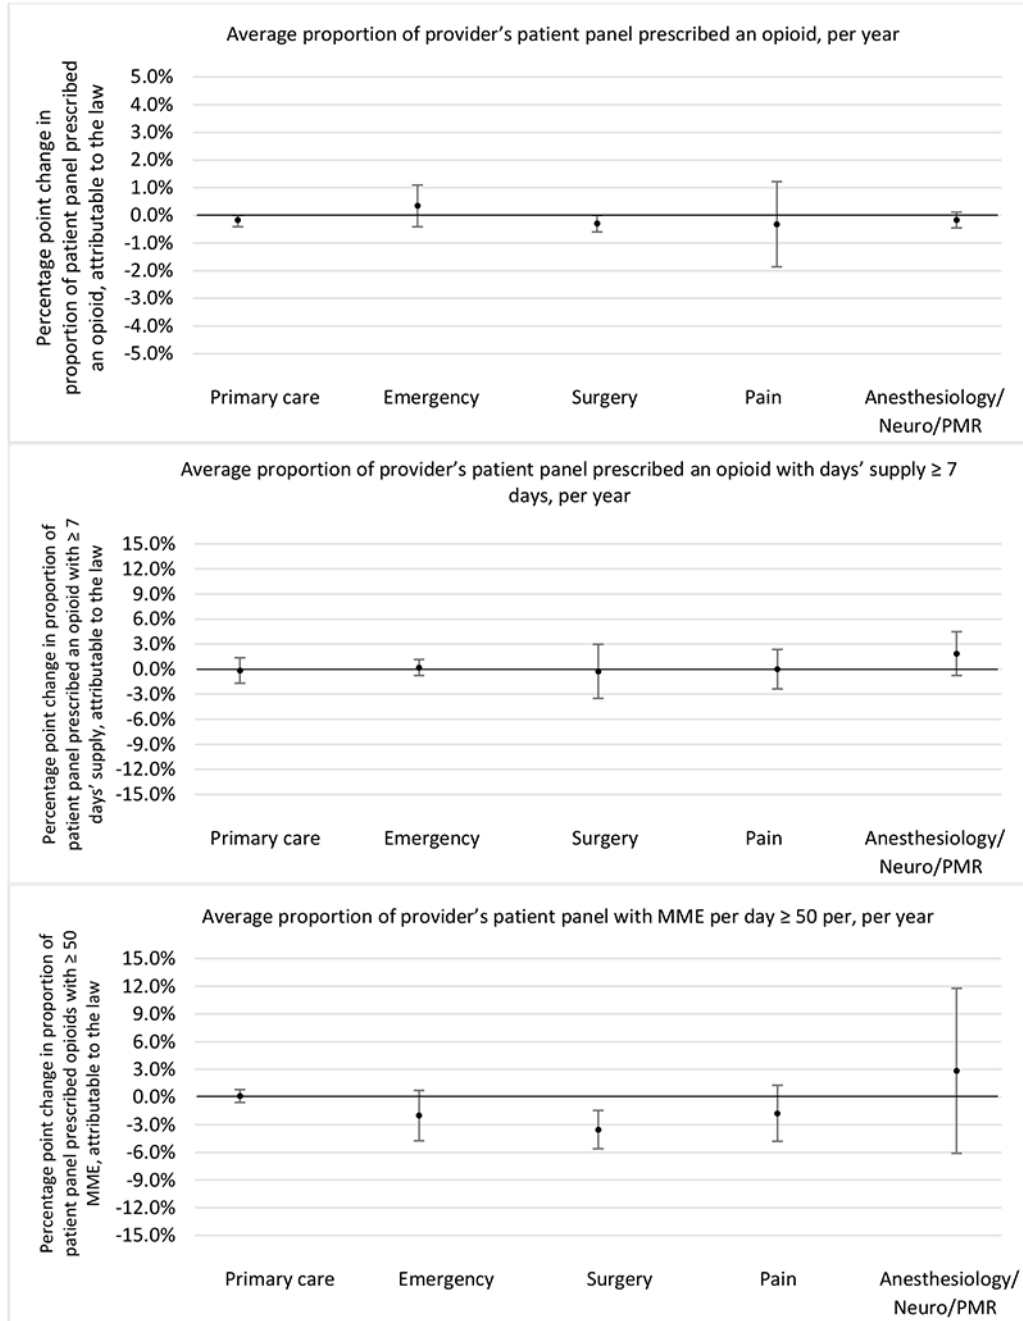 Average proportion of provider’s patient panel prescribed an opioid, per year
Percentage point change in
proportion of patient panel prescribed
an opioid, attributable to the law
5.0%
4.0%
3.0%
2.0%
1.0%
0.0%
-1.0%
-2.0%
-3.0%
-4.0%
-5.0%
Primary care
Emergency
Surgery
Pain
Anesthesiology/
Neuro/PMR
Average proportion of provider’s patient panel prescribed an opioid with days’ supply ≥ 7
days, per year
Percentage point change in proportion of
patient panel prescribed an opioid with ≥ 7
days’ supply, attributable to the law
15.0%
12.0%
9.0%
6.0%
3.0%
0.0%
-3.0%
-6.0%
-9.0%
-12.0%
-15.0%
Primary care
Emergency
Surgery
Pain
Anesthesiology/
Neuro/PMR
Average proportion of provider’s patient panel with MME per day ≥ 50 per, per year
Percentage point change in proportion of
patient panel prescribed opioids with ≥ 50
MME, attributable to the law
15.0%
12.0%
9.0%
6.0%
3.0%
0.0%
-3.0%
-6.0%
-9.0%
-12.0%
-15.0%
Primary care
Emergency
Surgery
Pain
Anesthesiology/
Neuro/PMR